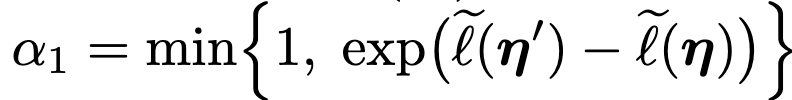 α₁ = min{1, exp(ℓ̃(𝜼′) − ℓ̃(𝜼))}